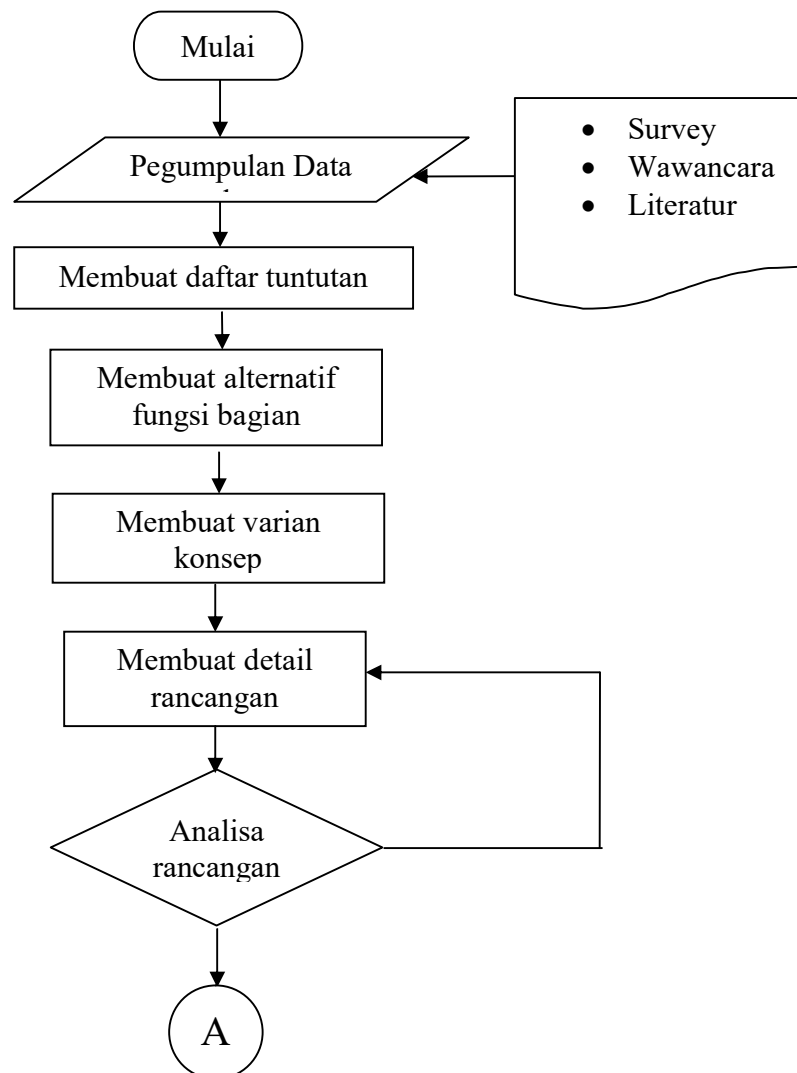 Mulai
Pegumpulan Data
• Survey
• Wawancara
• Literatur
Membuat daftar tuntutan
Membuat alternatif
fungsi bagian
Membuat varian
konsep
Membuat detail
rancangan
Analisa
rancangan
A